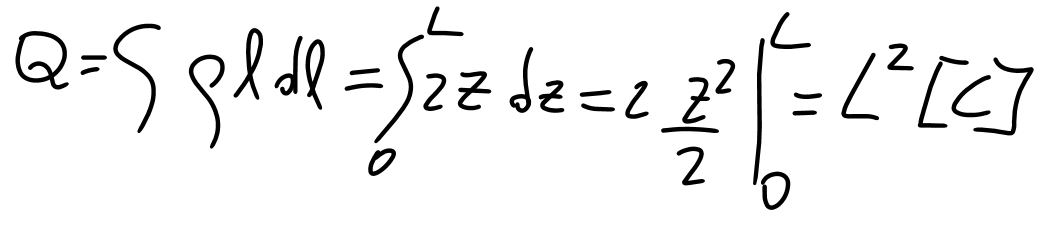 Q = ∫ ρl dl = ∫₀ᴸ 2z dz = 2 z²/2 |₀ᴸ = L² [C]